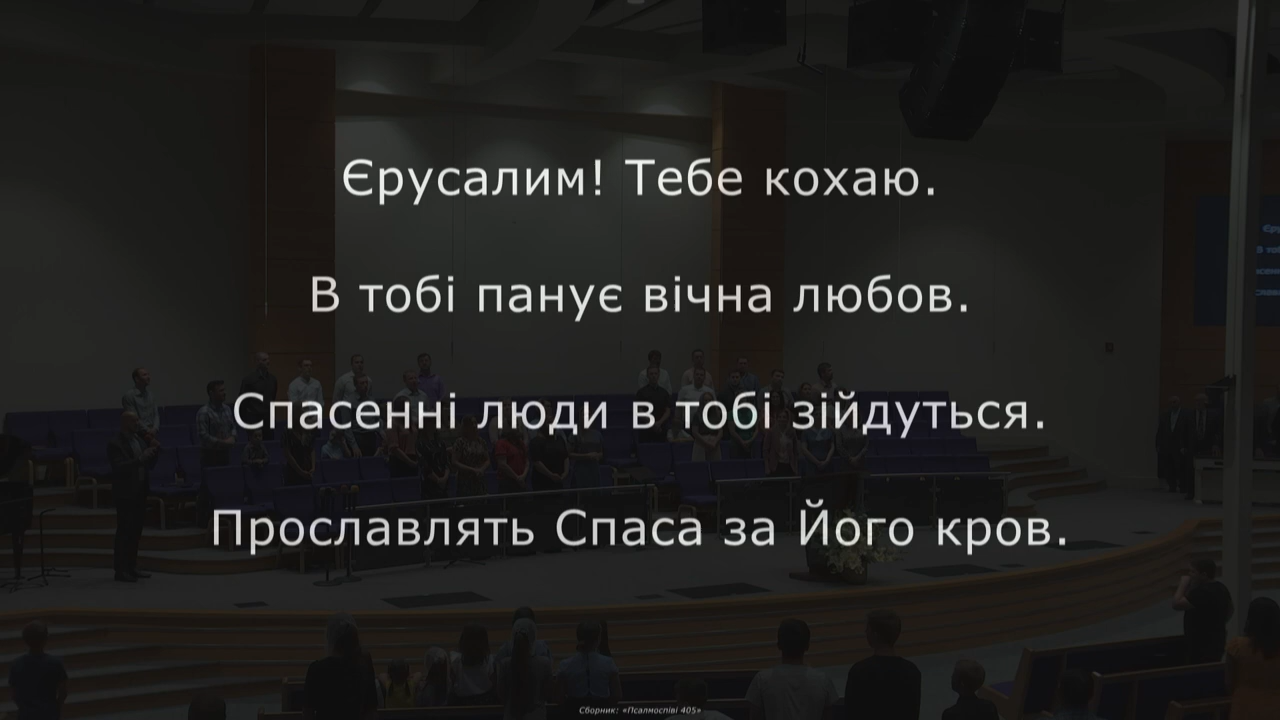 Єрусалим! Тебе кохаю.
В тобі панує вічна любов.
Спасенні люди в тобі зійдуться.
Прославлять Спаса за Його кров.
Сборник: «Псалмоспіві 405»